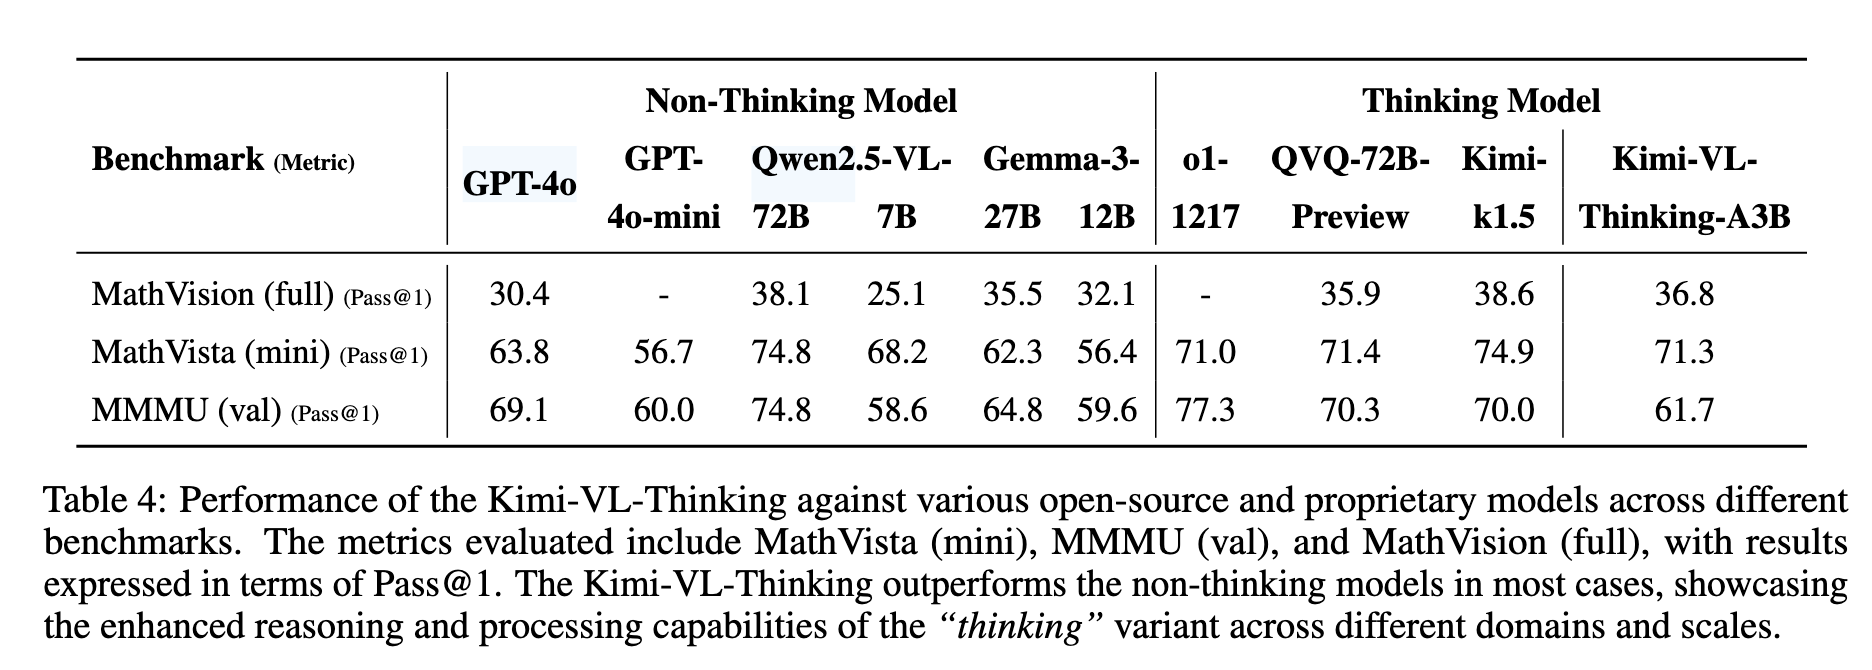 Non-Thinking Model Thinking Model
Benchmark (Metric) GPT-4o GPT- Qwen2.5-VL- Gemma-3- o1- QVQ-72B- Kimi- Kimi-VL-
4o-mini 72B 7B 27B 12B 1217 Preview k1.5 Thinking-A3B
MathVision (full) (Pass@1) 30.4 - 38.1 25.1 35.5 32.1 - 35.9 38.6 36.8
MathVista (mini) (Pass@1) 63.8 56.7 74.8 68.2 62.3 56.4 71.0 71.4 74.9 71.3
MMMU (val) (Pass@1) 69.1 60.0 74.8 58.6 64.8 59.6 77.3 70.3 70.0 61.7
Table 4: Performance of the Kimi-VL-Thinking against various open-source and proprietary models across different
benchmarks. The metrics evaluated include MathVista (mini), MMMU (val), and MathVision (full), with results
expressed in terms of Pass@1. The Kimi-VL-Thinking outperforms the non-thinking models in most cases, showcasing
the enhanced reasoning and processing capabilities of the “thinking” variant across different domains and scales.